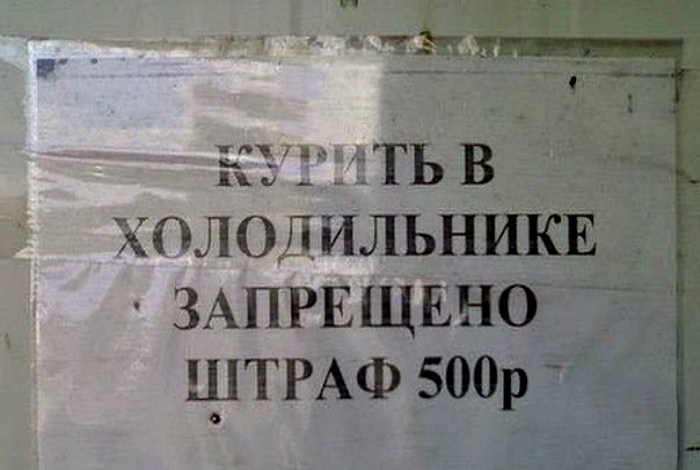 КУРИТЬ В
ХОЛОДИЛЬНИКЕ
ЗАПРЕЩЕНО
ШТРАФ 500р